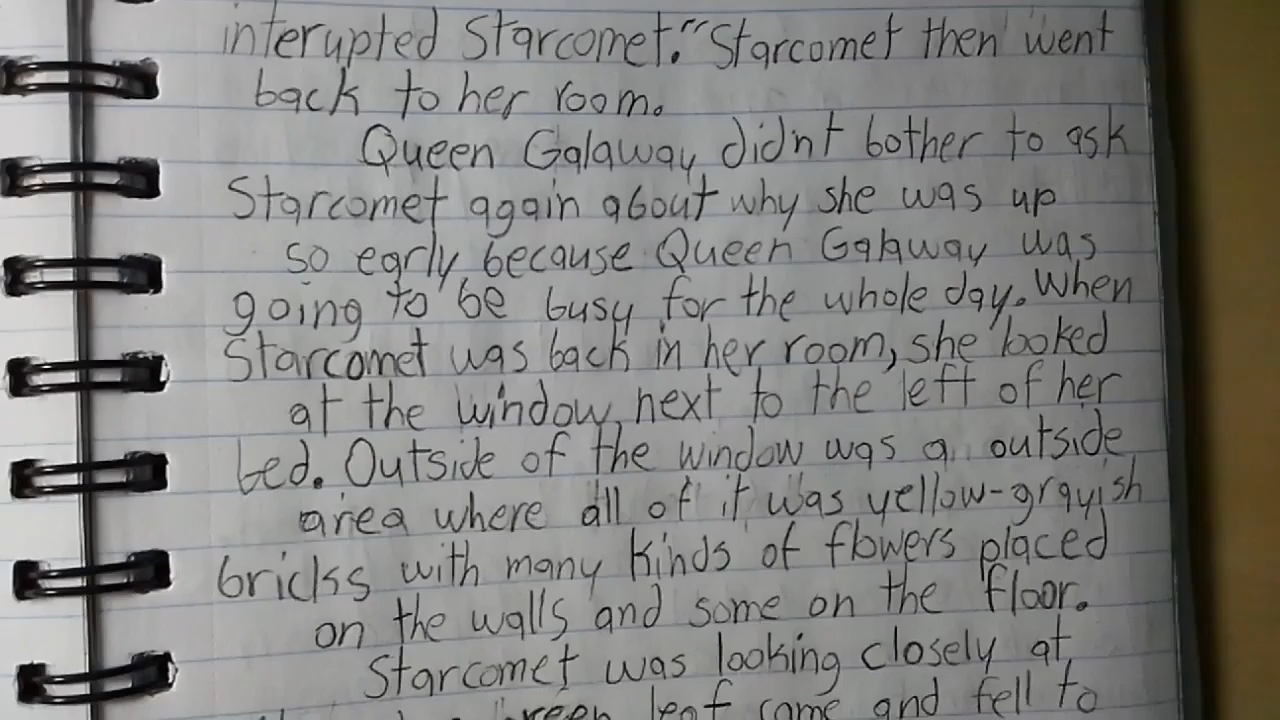 interupted Starcomet." Starcomet then went
back to her room.
Queen Galaway didnt bother to ask
Starcomet again about why she was up
so early because Queen Galaway was
going to be busy for the whole day. When
Starcomet was back in her room, she looked
at the window next to the left of her
bed. Outside of the window was a outside
area where all of it was yellow-grayish
bricks with many kinds of flowers placed
on the walls and some on the floor.
Starcomet was looking closely at
leaf came and fell to